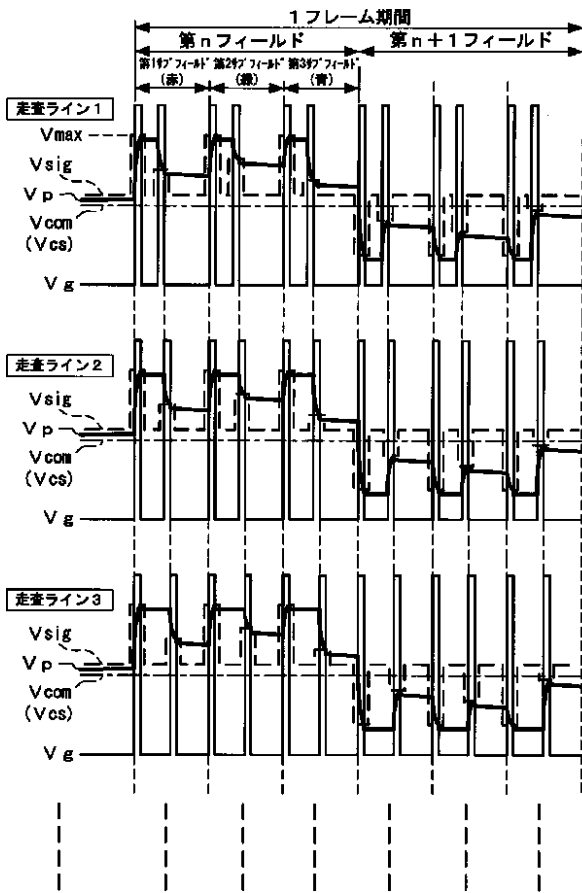 1フレーム期間
第nフィールド
第n+1フィールド
第1サブフィールド
(赤)
第2サブフィールド
(緑)
第3サブフィールド
(青)
走査ライン1
Vmax
Vsig
Vp
Vcom
(Vcs)
Vg
走査ライン2
Vsig
Vp
Vcom
(Vcs)
Vg
走査ライン3
Vsig
Vp
Vcom
(Vcs)
Vg